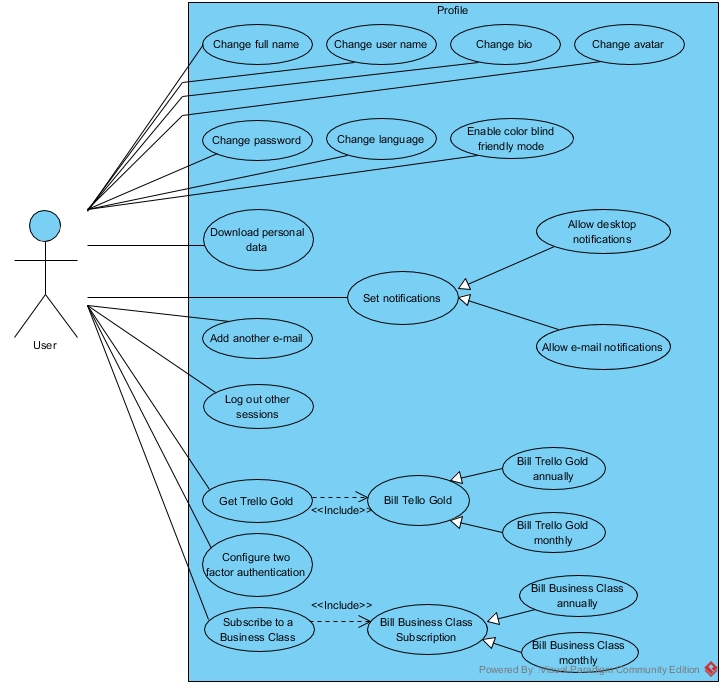 Profile
Change full name
Change user name
Change bio
Change avatar
Change password
Change language
Enable color blind
friendly mode
Download personal
data
Allow desktop
notifications
Set notifications
User
Add another e-mail
Allow e-mail notifications
Log out other
sessions
Bill Trello Gold
annually
Get Trello Gold
<<Include>>
Bill Tello Gold
Bill Trello Gold
monthly
Configure two
factor authentication
Bill Business Class
annually
<<Include>>
Subscribe to a
Business Class
Bill Business Class
Subscription
Bill Business Class
monthly
Powered By Visual Paradigm Community Edition